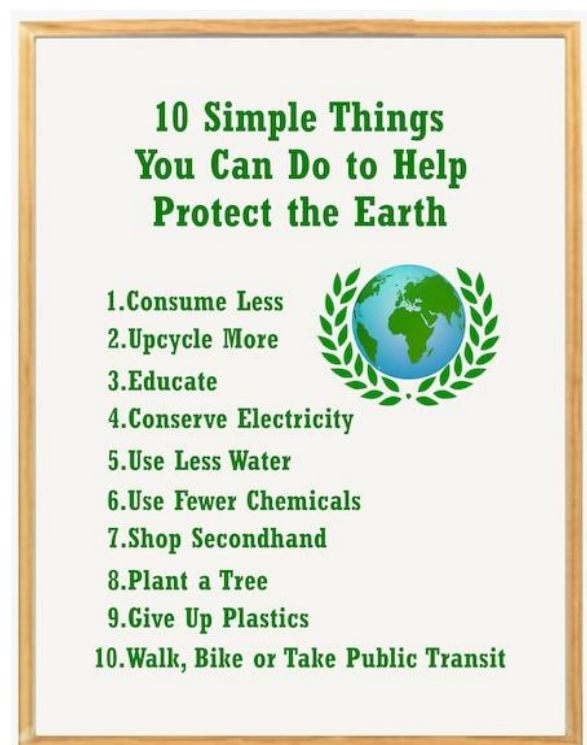 10 Simple Things
You Can Do to Help
Protect the Earth
1.Consume Less
2.Upcycle More
3.Educate
4.Conserve Electricity
5.Use Less Water
6.Use Fewer Chemicals
7.Shop Secondhand
8.Plant a Tree
9.Give Up Plastics
10.Walk, Bike or Take Public Transit